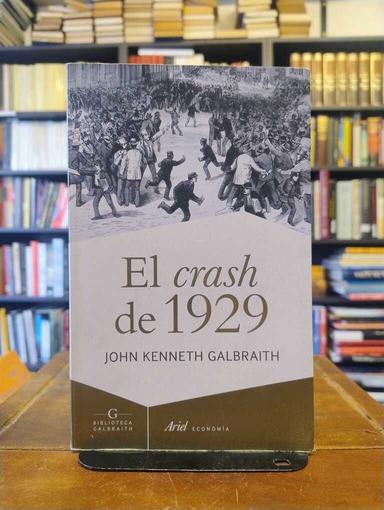 El crash
de 1929
JOHN KENNETH GALBRAITH
G
BIBLIOTECA
GALBRAITH
Ariel ECONOMÍA